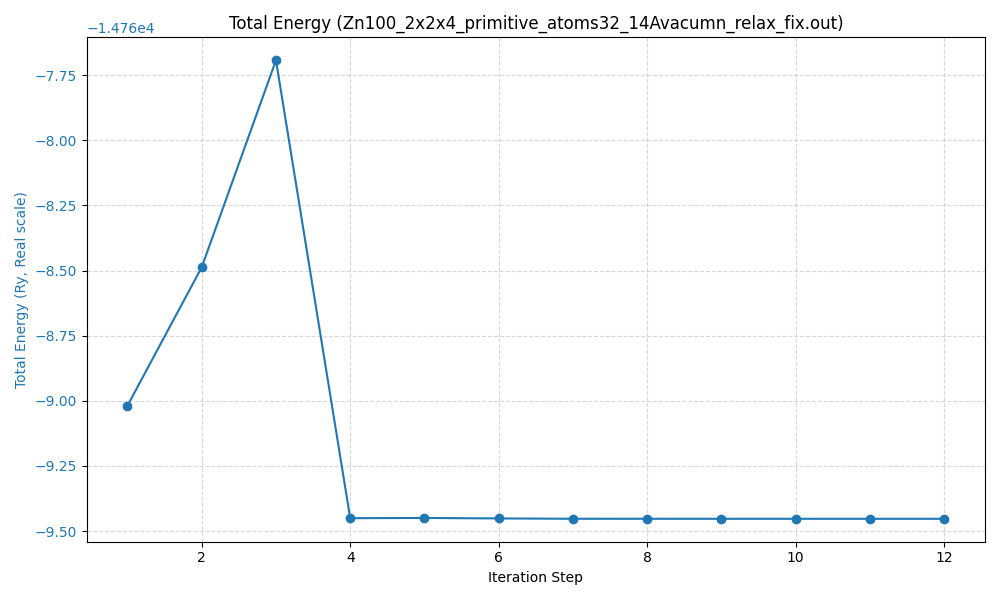 Total Energy (Zn100_2x2x4_primitive_atoms32_14Avacumn_relax_fix.out)
−1.476e4
−7.75
−8.00
−8.25
−8.50
−8.75
−9.00
−9.25
−9.50
Total Energy (Ry, Real scale)
2 4 6 8 10 12
Iteration Step